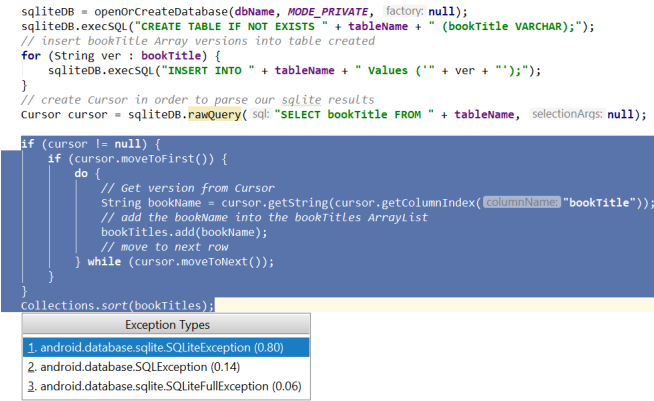 sqliteDB = openOrCreateDatabase(dbName, MODE_PRIVATE, factory: null);
sqliteDB.execSQL("CREATE TABLE IF NOT EXISTS " + tableName + " (bookTitle VARCHAR);");
// insert bookTitle Array versions into table created
for (String ver : bookTitle) {
sqliteDB.execSQL("INSERT INTO " + tableName + " Values ('" + ver + "');");
}
// create Cursor in order to parse our sqlite results
Cursor cursor = sqliteDB.rawQuery( sql: "SELECT bookTitle FROM " + tableName, selectionArgs: null);
if (cursor != null) {
if (cursor.moveToFirst()) {
do {
// Get version from Cursor
String bookName = cursor.getString(cursor.getColumnIndex( columnName: "bookTitle"));
// add the bookName into the bookTitles ArrayList
bookTitles.add(bookName);
// move to next row
} while (cursor.moveToNext());
}
}
Collections.sort(bookTitles);
Exception Types
1. android.database.sqlite.SQLiteException (0.80)
2. android.database.SQLException (0.14)
3. android.database.sqlite.SQLiteFullException (0.06)